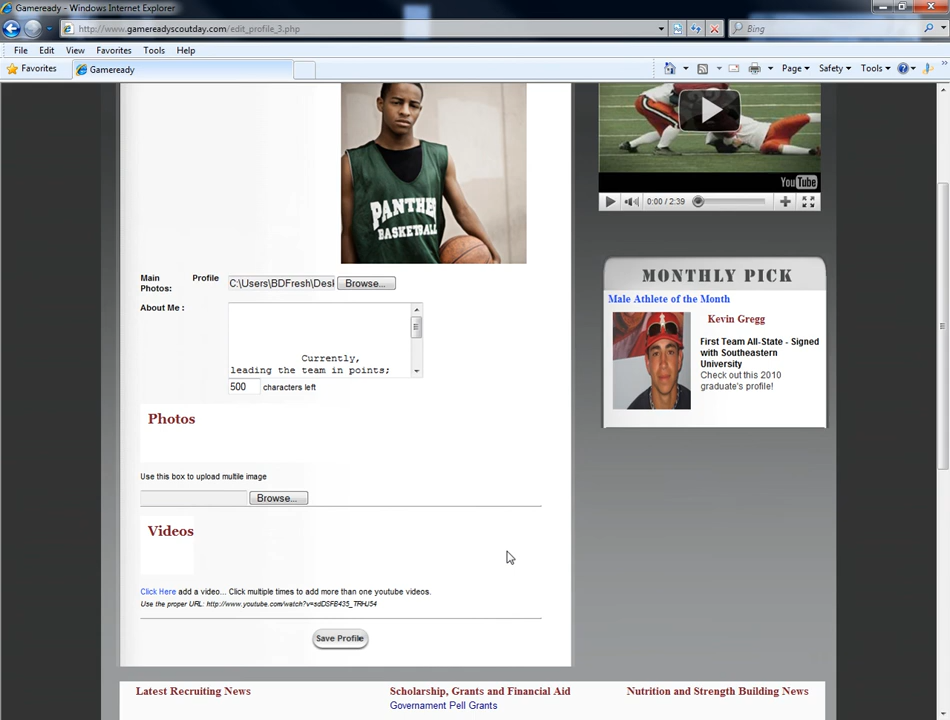 Gameready - Windows Internet Explorer
http://www.gamereadyscoutday.com/edit_profile_3.php
Bing
File Edit View Favorites Tools Help
Favorites Gameready Page Safety Tools
PANTHE
BASKETBALL
YouTube
0:00 / 2:39
MONTHLY PICK
Male Athlete of the Month
Kevin Gregg
First Team All-State - Signed
with Southeastern
University
Check out this 2010
graduate's profile!
Main Profile
Photos:
C:\Users\BDFresh\Desk Browse...
About Me :
Currently,
leading the team in points;
500 characters left
Photos
Use this box to upload multile image
Browse...
Videos
Click Here add a video... Click multiple times to add more than one youtube videos.
Use the proper URL: http://www.youtube.com/watch?v=sdDSFB435_TRHJ54
Save Profile
Latest Recruiting News
Scholarship, Grants and Financial Aid
Governament Pell Grants
Nutrition and Strength Building News